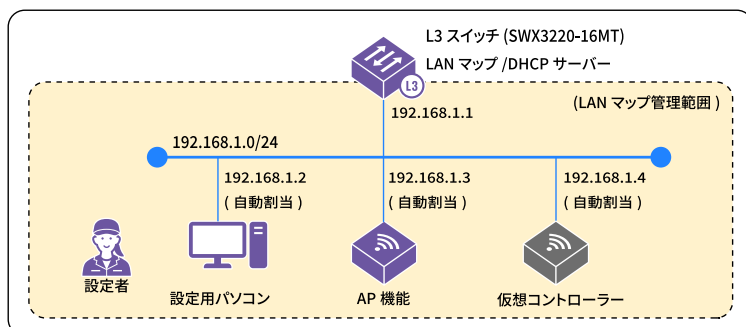 L3 スイッチ (SWX3220-16MT)
LAN マップ /DHCP サーバー
L3
192.168.1.1
(LAN マップ管理範囲 )
192.168.1.0/24
192.168.1.2
( 自動割当 )
192.168.1.3
( 自動割当 )
192.168.1.4
( 自動割当 )
設定者
設定用パソコン
AP 機能
仮想コントローラー